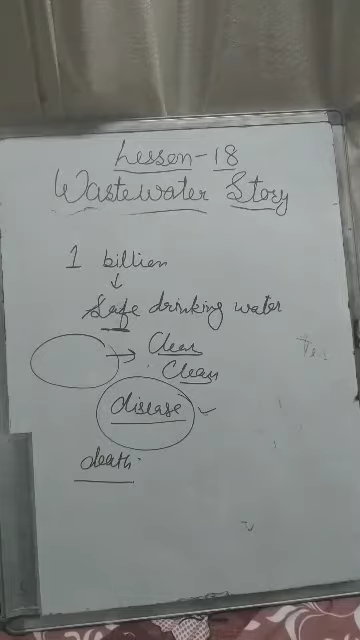 Lesson-18
Wastewater Story
1 billion
↓
Safe drinking water
→ Clear
Clean
disease
death